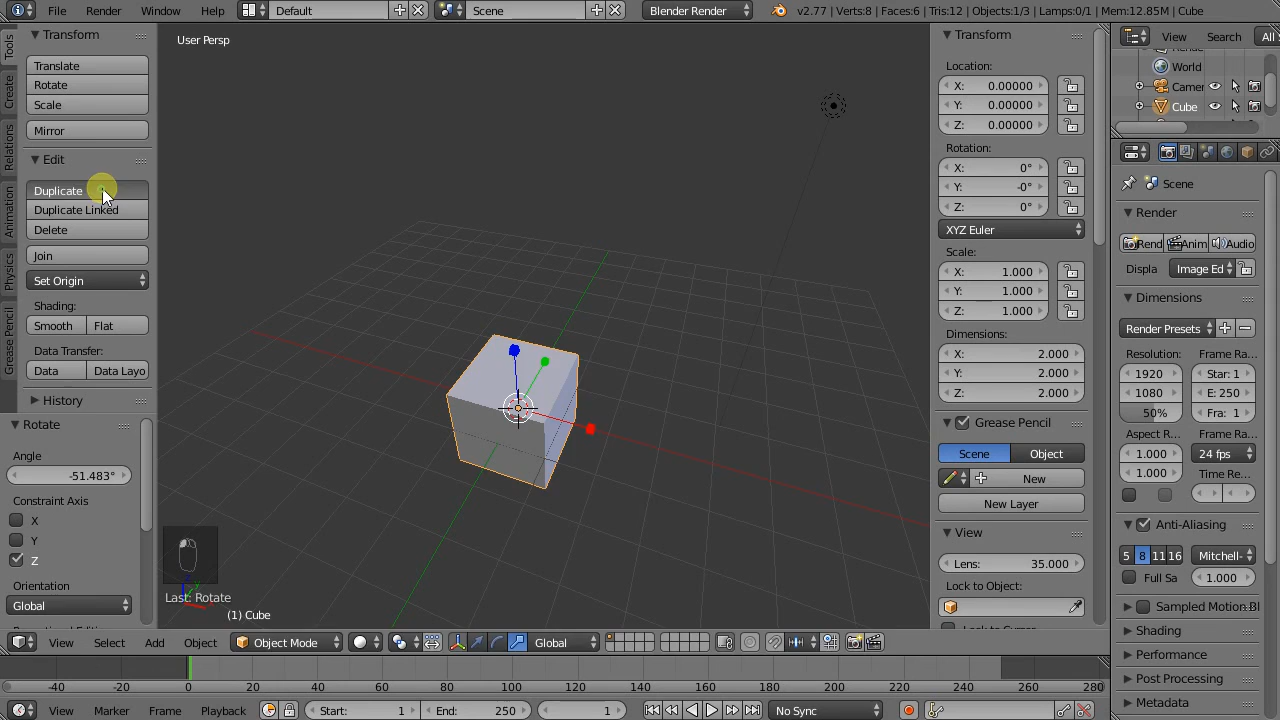 File Render Window Help Default Scene Blender Render v2.77 | Verts:8 | Faces:6 | Tris:12 | Objects:1/3 | Lamps:0/1 | Mem:12.85M | Cube
Tools
Create
Relations
Animation
Physics
Grease Pencil
Transform
Translate
Rotate
Scale
Mirror
Edit
Duplicate
Duplicate Linked
Delete
Join
Set Origin
Shading:
Smooth Flat
Data Transfer:
Data Data Layo
History
Rotate
Angle
-51.483°
Constraint Axis
X
Y
Z
Orientation
Global
User Persp
Last: Rotate
(1) Cube
Transform
Location:
X: 0.00000
Y: 0.00000
Z: 0.00000
Rotation:
X: 0°
Y: -0°
Z: 0°
XYZ Euler
Scale:
X: 1.000
Y: 1.000
Z: 1.000
Dimensions:
X: 2.000
Y: 2.000
Z: 2.000
Grease Pencil
Scene Object
New
New Layer
View
Lens: 35.000
Lock to Object:
View Search All S
World
Camer
Cube
Scene
Render
Rend Anim Audio
Displa Image Ed
Dimensions
Render Presets
Resolution: Frame Ra...
1920 Star: 1
1080 E: 250
50% Fra: 1
Aspect R... Frame Ra...
1.000 24 fps
1.000 Time Re...
Anti-Aliasing
5 8 11 16 Mitchell-
Full Sa 1.000
Sampled Motion Bl
Shading
Performance
Post Processing
Metadata
View Select Add Object Object Mode Global
-40 -20 0 20 40 60 80 100 120 140 160 180 200 220 240 260 280
View Marker Frame Playback Start: 1 End: 250 1 No Sync